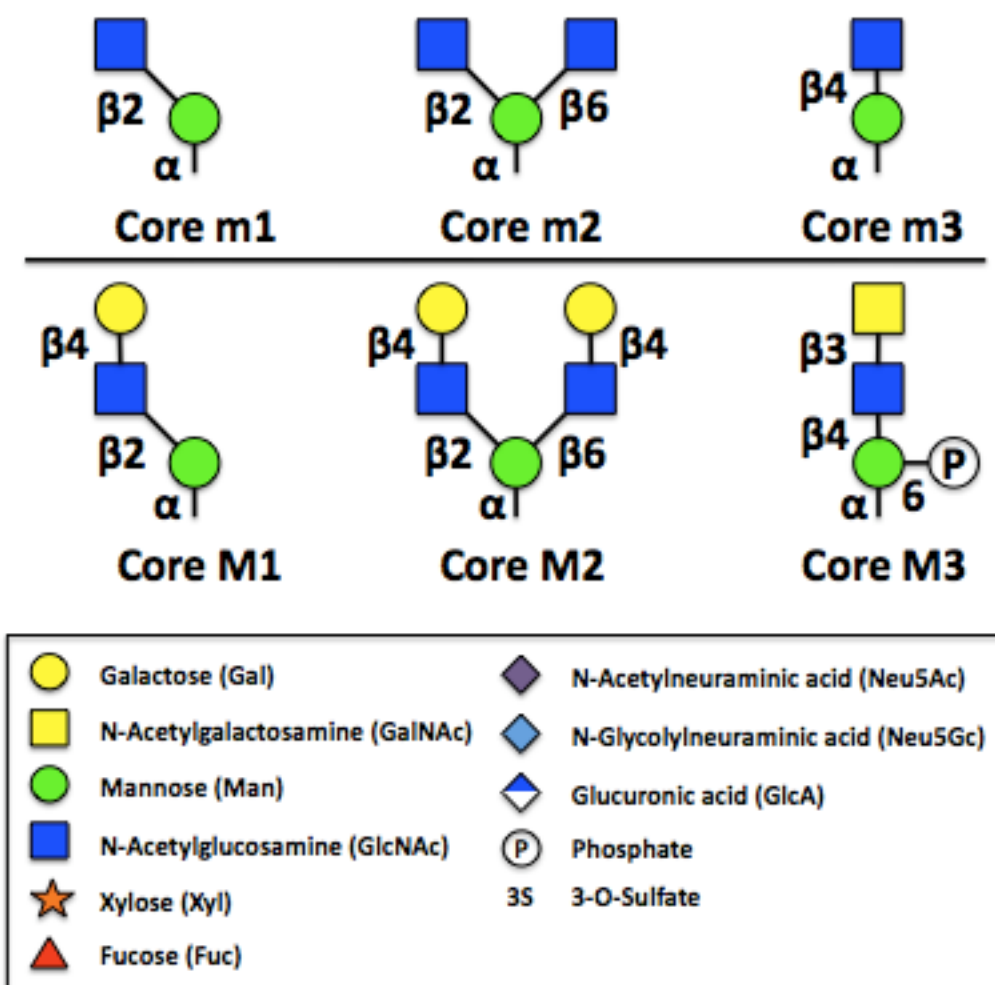 β2 β2 β6 β4
α α α
Core m1 Core m2 Core m3
β4 β4 β4 β3
β2 β2 β6 β4 P
α α α 6
Core M1 Core M2 Core M3
Galactose (Gal)
N-Acetylgalactosamine (GalNAc)
Mannose (Man)
N-Acetylglucosamine (GlcNAc)
Xylose (Xyl)
Fucose (Fuc)
N-Acetylneuraminic acid (Neu5Ac)
N-Glycolylneuraminic acid (Neu5Gc)
Glucuronic acid (GlcA)
P Phosphate
3S 3-O-Sulfate